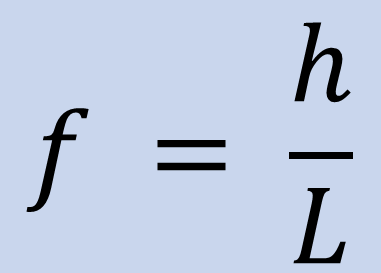 f = h/L